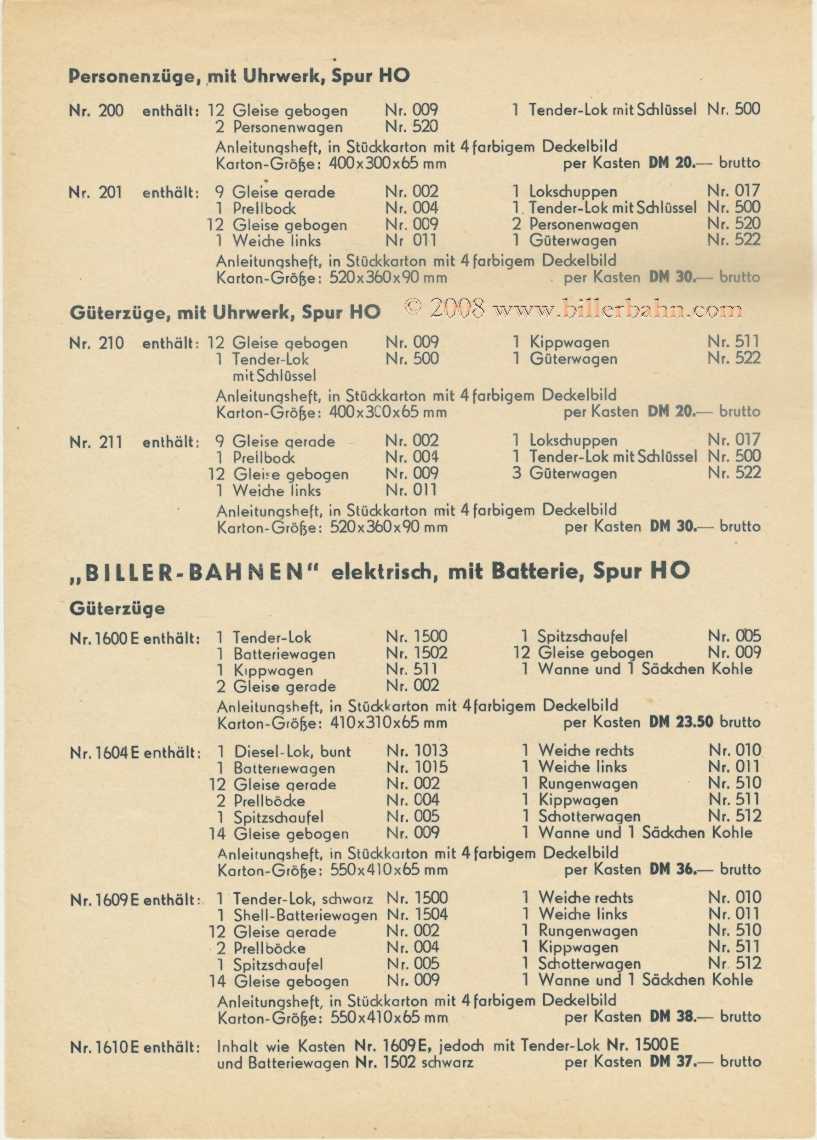 Personenzüge, mit Uhrwerk, Spur HO
Nr. 200 enthält: 12 Gleise gebogen Nr. 009 1 Tender-Lok mit Schlüssel Nr. 500
2 Personenwagen Nr. 520
Anleitungsheft, in Stückkarton mit 4 farbigem Deckelbild
Karton-Größe: 400x300x65 mm per Kasten DM 20.— brutto
Nr. 201 enthält: 9 Gleise gerade Nr. 002 1 Lokschuppen Nr. 017
1 Prellbock Nr. 004 1 Tender-Lok mit Schlüssel Nr. 500
12 Gleise gebogen Nr. 009 2 Personenwagen Nr. 520
1 Weiche links Nr 011 1 Güterwagen Nr. 522
Anleitungsheft, in Stückkarton mit 4 farbigem Deckelbild
Karton-Größe: 520x360x90 mm per Kasten DM 30.— brutto
Güterzüge, mit Uhrwerk, Spur HO © 2008 www.billerbahn.com
Nr. 210 enthält: 12 Gleise gebogen Nr. 009 1 Kippwagen Nr. 511
1 Tender-Lok Nr. 500 1 Güterwagen Nr. 522
mit Schlüssel
Anleitungsheft, in Stückkarton mit 4 farbigem Deckelbild
Karton-Größe: 400x300x65 mm per Kasten DM 20.— brutto
Nr. 211 enthält: 9 Gleise gerade Nr. 002 1 Lokschuppen Nr. 017
1 Prellbock Nr. 004 1 Tender-Lok mit Schlüssel Nr. 500
12 Gleise gebogen Nr. 009 3 Güterwagen Nr. 522
1 Weiche links Nr. 011
Anleitungsheft, in Stückkarton mit 4 farbigem Deckelbild
Karton-Größe: 520x360x90 mm per Kasten DM 30.— brutto
„BILLER-BAHNEN" elektrisch, mit Batterie, Spur HO
Güterzüge
Nr. 1600 E enthält: 1 Tender-Lok Nr. 1500 1 Spitzschaufel Nr. 005
1 Batteriewagen Nr. 1502 12 Gleise gebogen Nr. 009
1 Kippwagen Nr. 511 1 Wanne und 1 Säckchen Kohle
2 Gleise gerade Nr. 002
Anleitungsheft, in Stückkarton mit 4 farbigem Deckelbild
Karton-Größe: 410x310x65 mm per Kasten DM 23.50 brutto
Nr. 1604 E enthält: 1 Diesel-Lok, bunt Nr. 1013 1 Weiche rechts Nr. 010
1 Batteriewagen Nr. 1015 1 Weiche links Nr. 011
12 Gleise gerade Nr. 002 1 Rungenwagen Nr. 510
2 Prellböcke Nr. 004 1 Kippwagen Nr. 511
1 Spitzschaufel Nr. 005 1 Schotterwagen Nr. 512
14 Gleise gebogen Nr. 009 1 Wanne und 1 Säckchen Kohle
Anleitungsheft, in Stückkarton mit 4 farbigem Deckelbild
Karton-Größe: 550x410x65 mm per Kasten DM 36.— brutto
Nr. 1609 E enthält: 1 Tender-Lok, schwarz Nr. 1500 1 Weiche rechts Nr. 010
1 Shell-Batteriewagen Nr. 1504 1 Weiche links Nr. 011
12 Gleise gerade Nr. 002 1 Rungenwagen Nr. 510
2 Prellböcke Nr. 004 1 Kippwagen Nr. 511
1 Spitzschaufel Nr. 005 1 Schotterwagen Nr. 512
14 Gleise gebogen Nr. 009 1 Wanne und 1 Säckchen Kohle
Anleitungsheft, in Stückkarton mit 4 farbigem Deckelbild
Karton-Größe: 550x410x65 mm per Kasten DM 38.— brutto
Nr. 1610 E enthält: Inhalt wie Kasten Nr. 1609 E, jedoch mit Tender-Lok Nr. 1500 E
und Batteriewagen Nr. 1502 schwarz per Kasten DM 37.— brutto